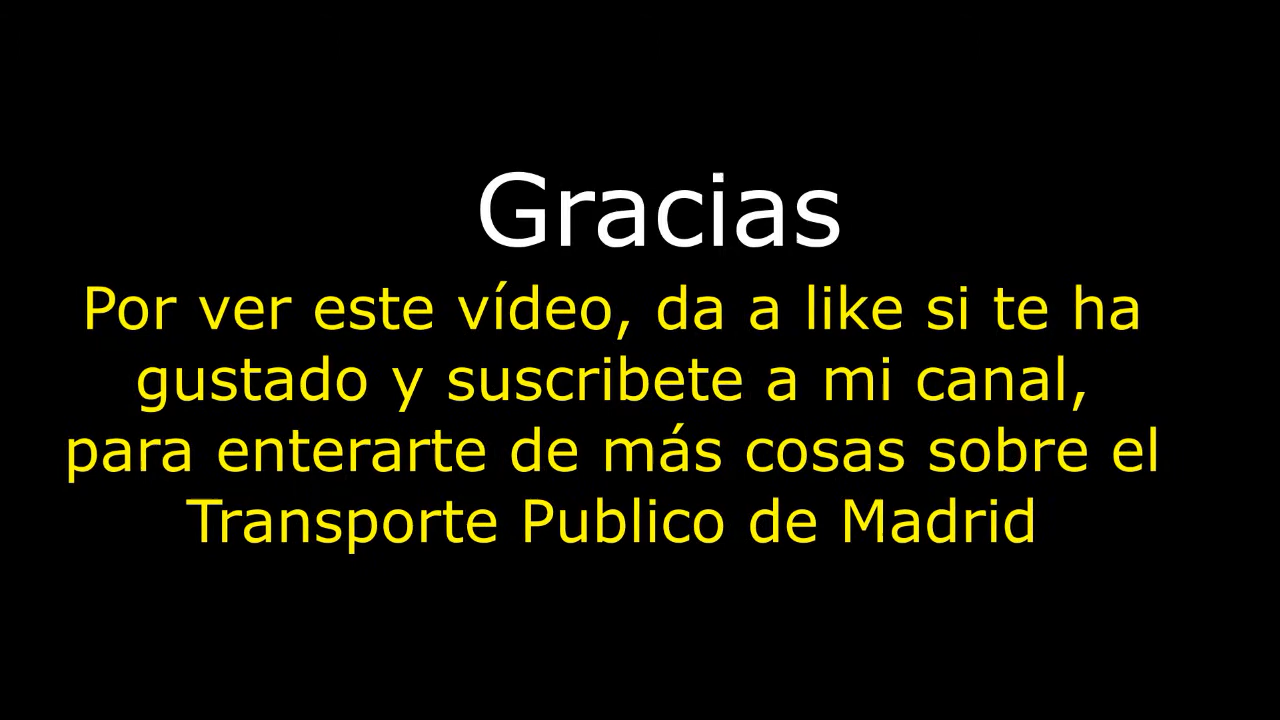 Gracias
Por ver este vídeo, da a like si te ha
gustado y suscribete a mi canal,
para enterarte de más cosas sobre el
Transporte Publico de Madrid